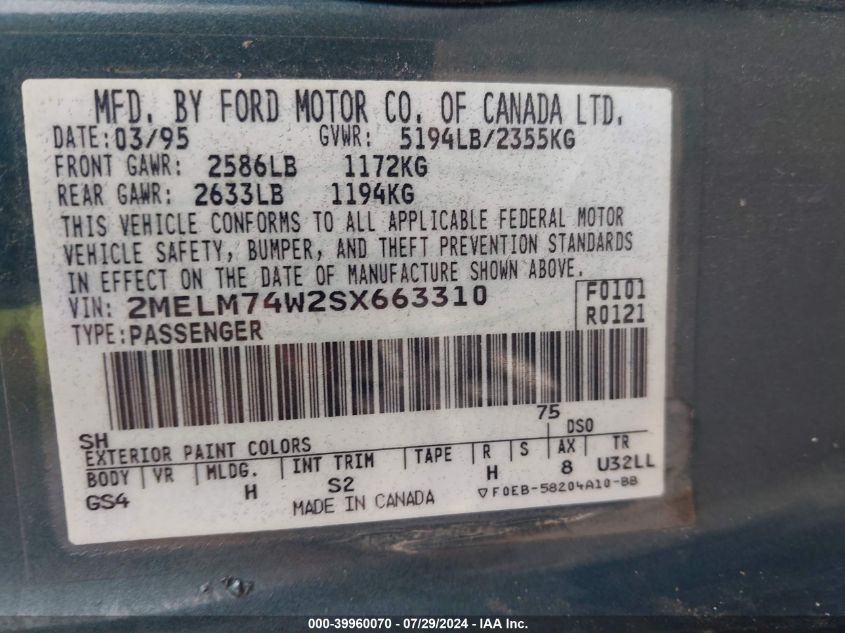 MFD. BY FORD MOTOR CO. OF CANADA LTD.
DATE: 03/95 GVWR: 5194LB/2355KG
FRONT GAWR: 2586LB 1172KG
REAR GAWR: 2633LB 1194KG
THIS VEHICLE CONFORMS TO ALL APPLICABLE FEDERAL MOTOR
VEHICLE SAFETY, BUMPER, AND THEFT PREVENTION STANDARDS
IN EFFECT ON THE DATE OF MANUFACTURE SHOWN ABOVE.
VIN: 2MELM74W2SX663310 F0101
TYPE: PASSENGER R0121
SH 75
EXTERIOR PAINT COLORS DSO
BODY VR MLDG. INT TRIM TAPE R S AX TR
GS4 H S2 H 8 U32LL
MADE IN CANADA ▽F0EB-58204A10-BB
000-39960070 - 07/29/2024 - IAA Inc.